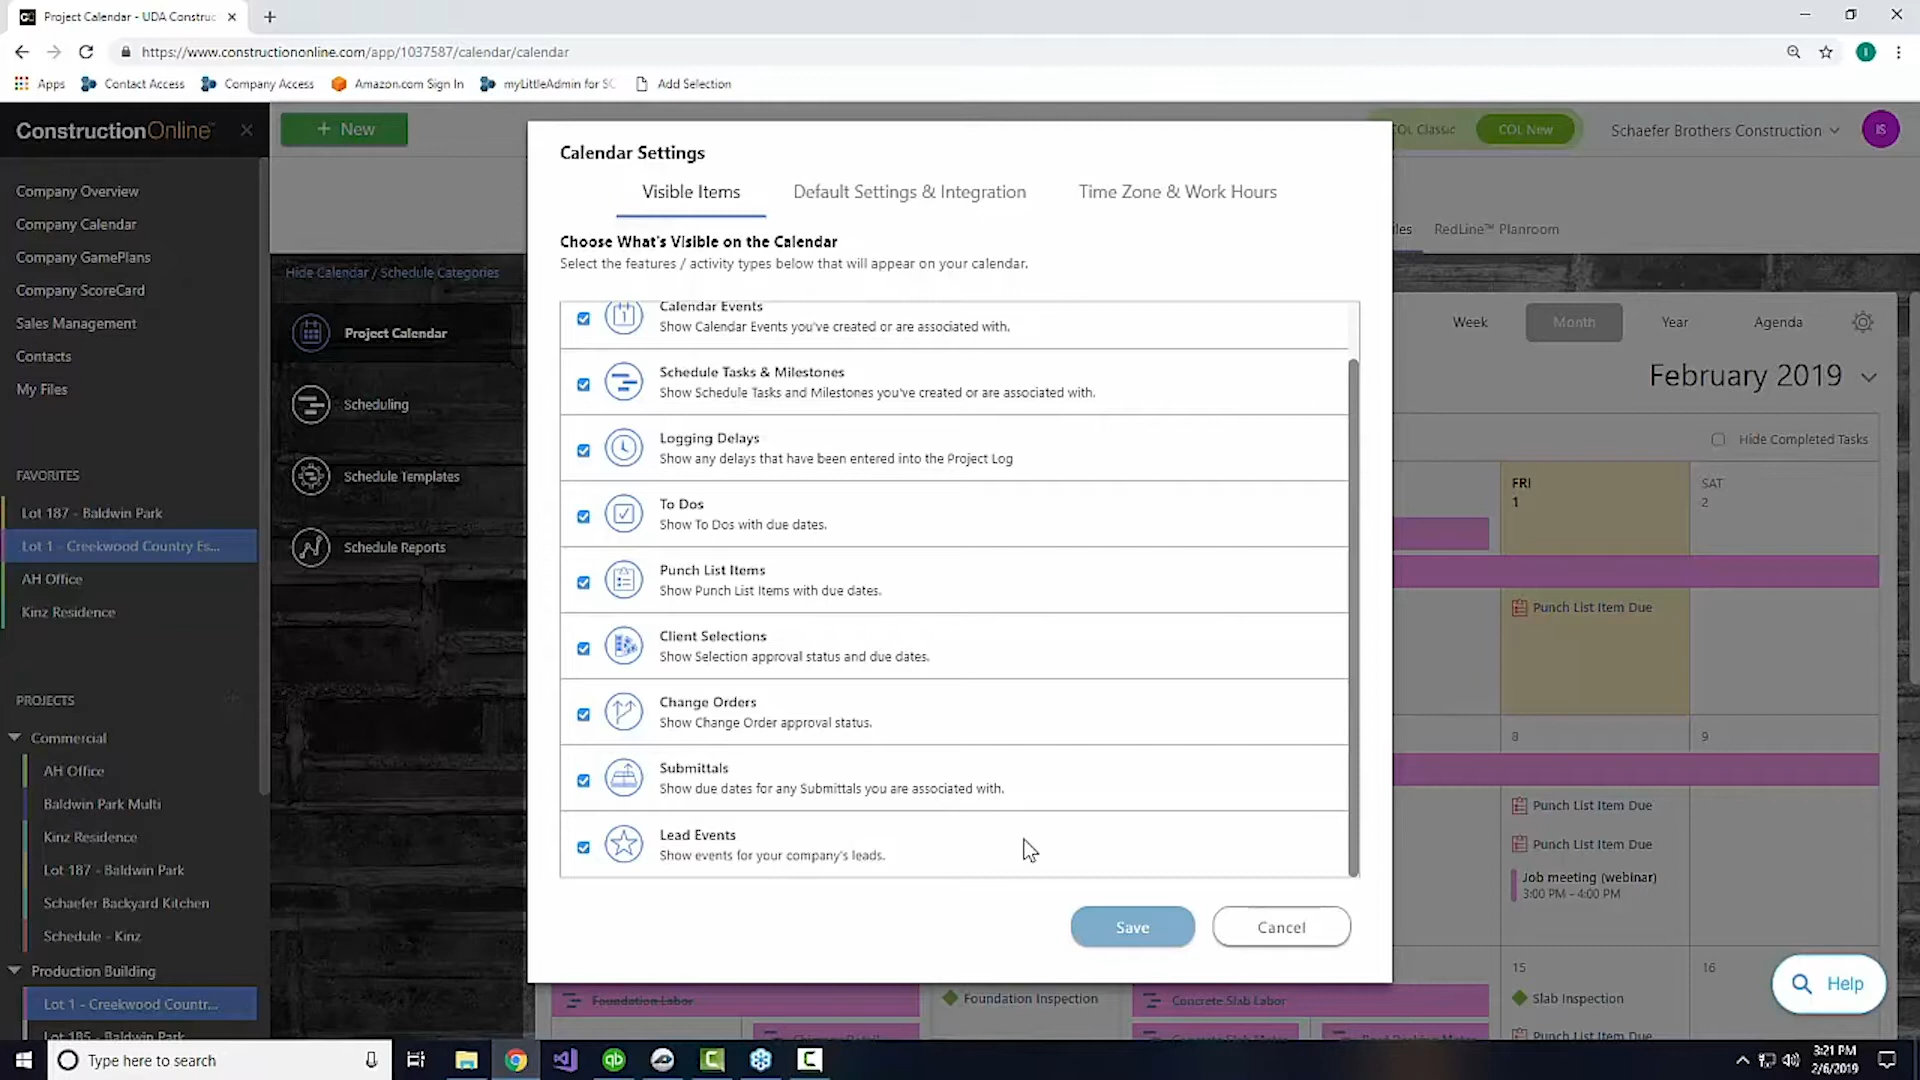 Project Calendar - UDA Construc
https://www.constructiononline.com/app/1037587/calendar/calendar
Apps
Contact Access
Company Access
Amazon.com Sign In
myLittleAdmin for SC
Add Selection
ConstructionOnline™
+ New
COL Classic
COL New
Schaefer Brothers Construction
IS
Company Overview
Company Calendar
Company GamePlans
Company ScoreCard
Sales Management
Contacts
My Files
FAVORITES
Lot 187 - Baldwin Park
Lot 1 - Creekwood Country Es...
AH Office
Kinz Residence
PROJECTS
Commercial
AH Office
Baldwin Park Multi
Kinz Residence
Lot 187 - Baldwin Park
Schaefer Backyard Kitchen
Schedule - Kinz
Production Building
Lot 1 - Creekwood Countr...
Lot 185 - Baldwin Park
Hide Calendar / Schedule Categories
Project Calendar
Scheduling
Schedule Templates
Schedule Reports
Calendar Settings
Visible Items
Default Settings & Integration
Time Zone & Work Hours
Choose What's Visible on the Calendar
Select the features / activity types below that will appear on your calendar.
Calendar Events
Show Calendar Events you've created or are associated with.
Schedule Tasks & Milestones
Show Schedule Tasks and Milestones you've created or are associated with.
Logging Delays
Show any delays that have been entered into the Project Log
To Dos
Show To Dos with due dates.
Punch List Items
Show Punch List Items with due dates.
Client Selections
Show Selection approval status and due dates.
Change Orders
Show Change Order approval status.
Submittals
Show due dates for any Submittals you are associated with.
Lead Events
Show events for your company's leads.
Save
Cancel
iles
RedLine™ Planroom
Week
Month
Year
Agenda
February 2019
Hide Completed Tasks
FRI
1
SAT
2
Punch List Item Due
8
9
Punch List Item Due
Punch List Item Due
Job meeting (webinar)
3:00 PM - 4:00 PM
15
16
Foundation Labor
Foundation Inspection
Concrete Slab Labor
Slab Inspection
Punch List Item Due
Help
Type here to search
3:21 PM
2/6/2019